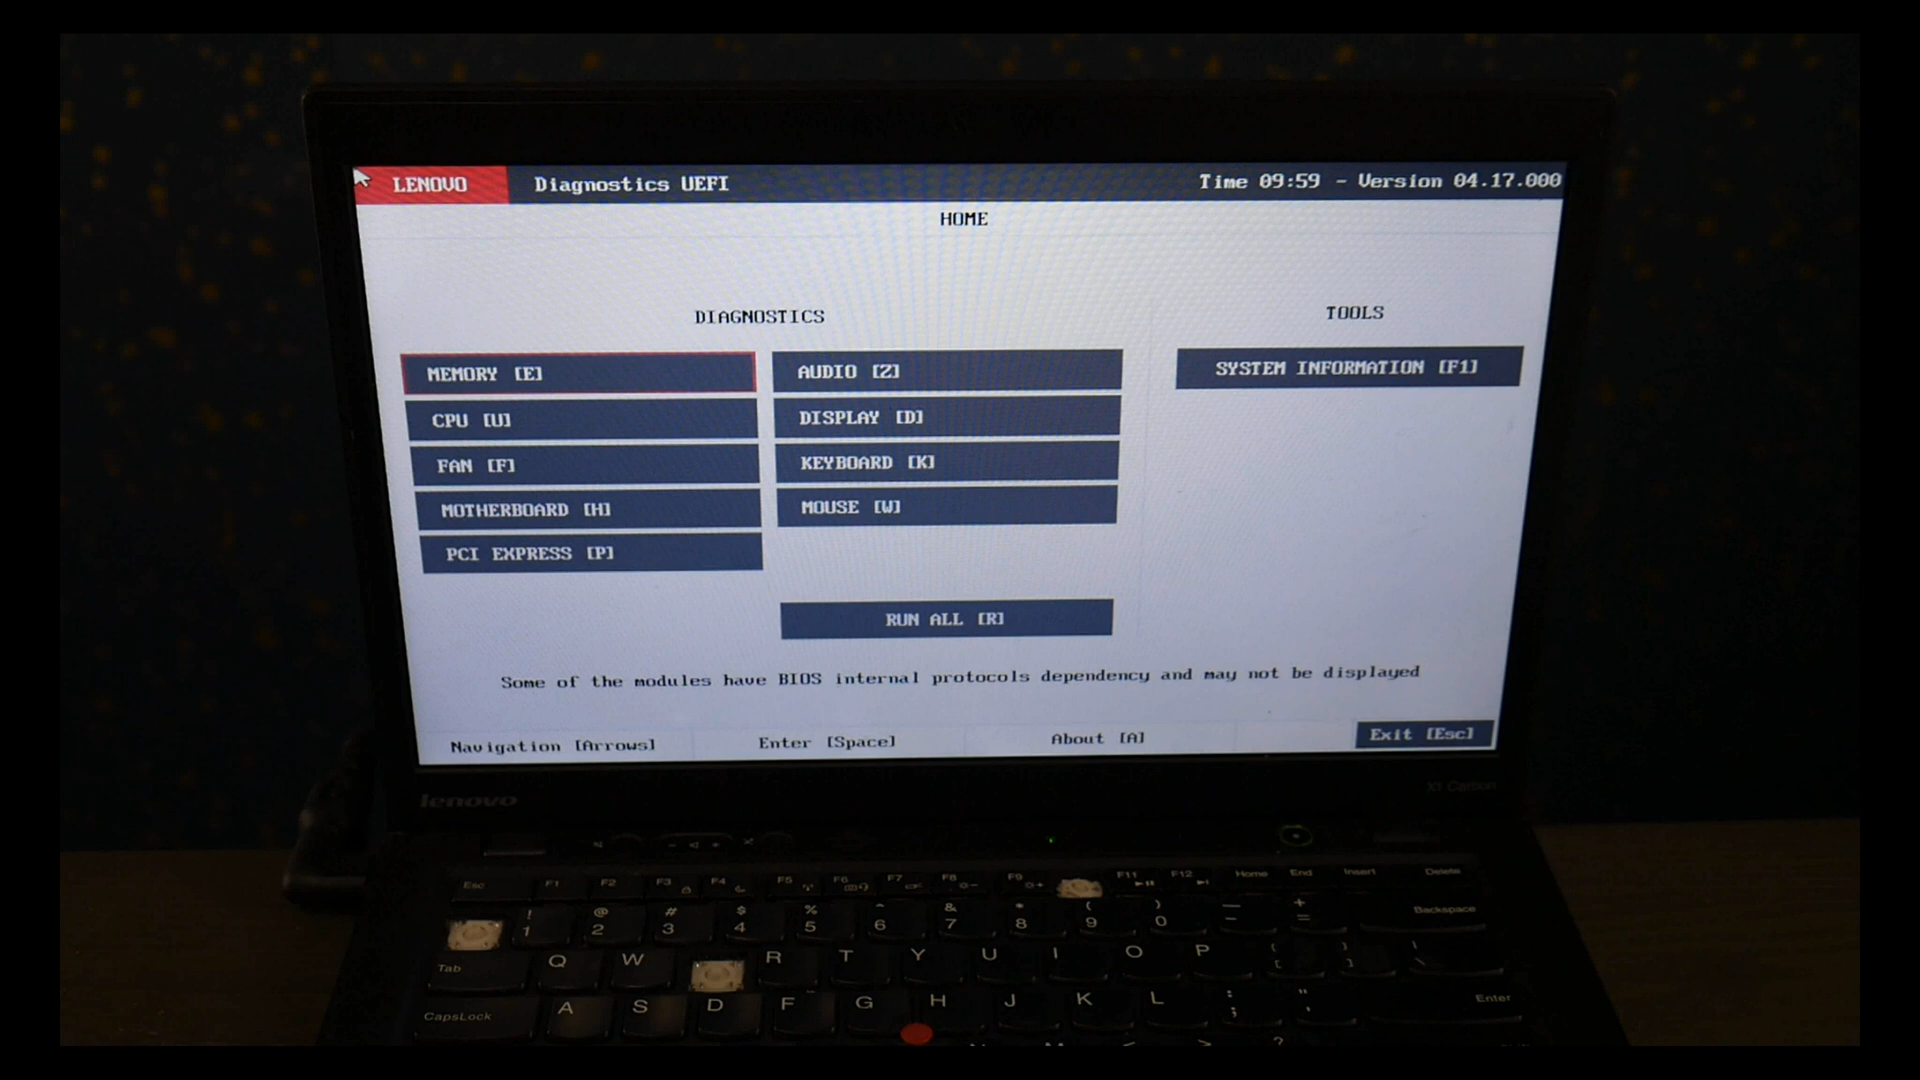 LENOVO Diagnostics UEFI Time 09:59 - Version 04.17.000
HOME
DIAGNOSTICS TOOLS
MEMORY [E] AUDIO [Z] SYSTEM INFORMATION [F1]
CPU [U] DISPLAY [D]
FAN [F] KEYBOARD [K]
MOTHERBOARD [H] MOUSE [W]
PCI EXPRESS [P]
RUN ALL [R]
Some of the modules have BIOS internal protocols dependency and may not be displayed
Navigation [Arrows] Enter [Space] About [A] Exit [Esc]
lenovo X1 Carbon
Esc F1 F2 F3 F4 F5 F6 F7 F8 F9 F11 F12 Home End Insert Delete
! @ # $ % ^ & * ( ) — +
1 2 3 4 5 6 7 8 9 0 - = Backspace
Tab Q W R T Y U I O P { [ } ] | \
CapsLock A S D F G H J K L : ; " ' Enter